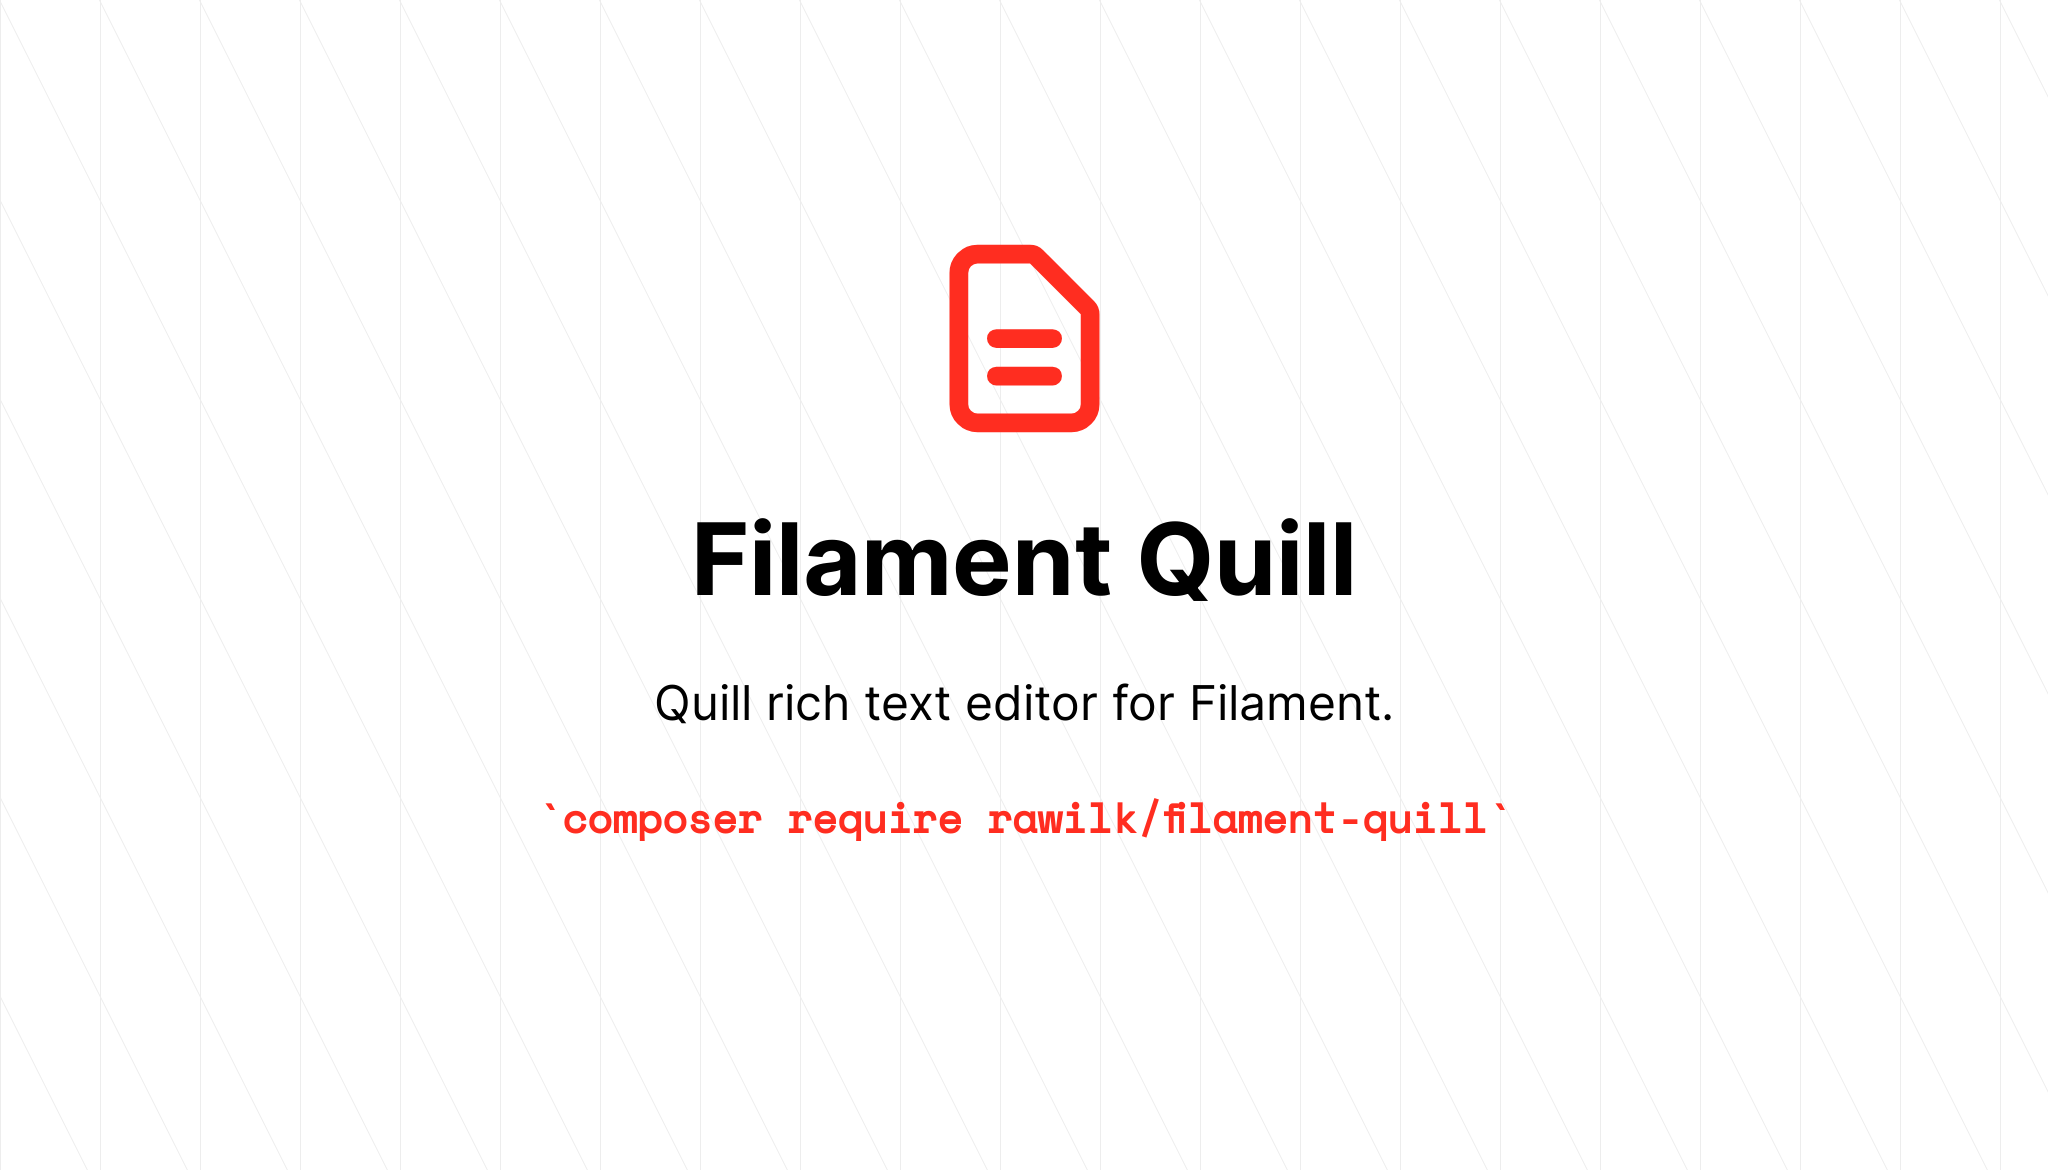 Filament Quill
Quill rich text editor for Filament.
`composer require rawilk/filament-quill`